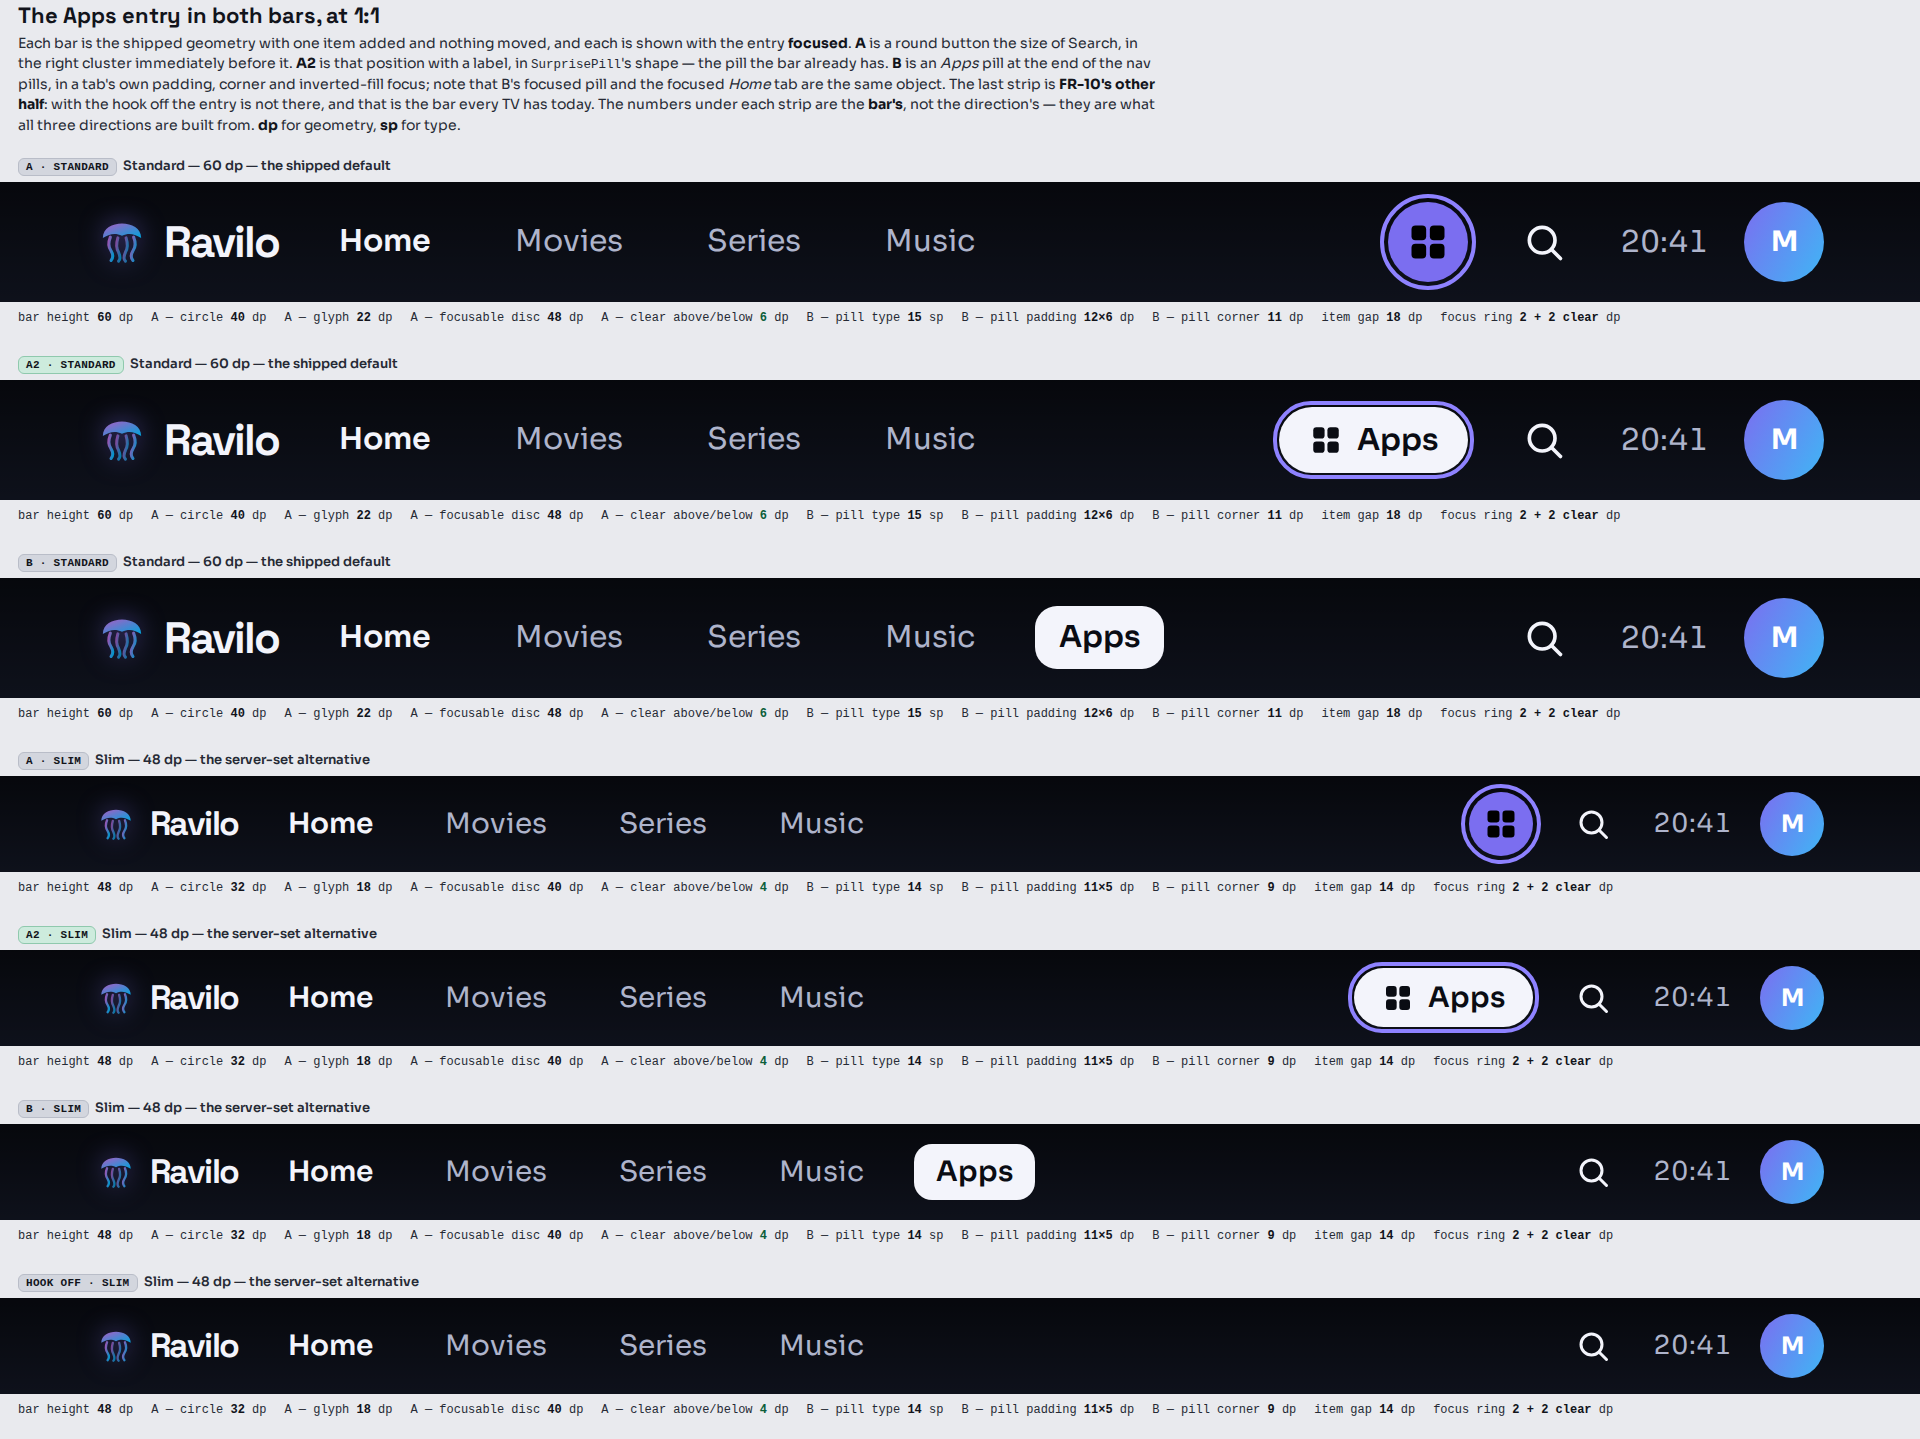 The Apps entry in both bars, at 1:1
Each bar is the shipped geometry with one item added and nothing moved, and each is shown with the entry focused. A is a round button the size of Search, in
the right cluster immediately before it. A2 is that position with a label, in SurprisePill's shape — the pill the bar already has. B is an Apps pill at the end of the nav
pills, in a tab's own padding, corner and inverted-fill focus; note that B's focused pill and the focused Home tab are the same object. The last strip is FR-10's other
half: with the hook off the entry is not there, and that is the bar every TV has today. The numbers under each strip are the bar's, not the direction's — they are what
all three directions are built from. dp for geometry, sp for type.
A · STANDARD Standard — 60 dp — the shipped default
Ravilo Home Movies Series Music 20:41 M
bar height 60 dp A — circle 40 dp A — glyph 22 dp A — focusable disc 48 dp A — clear above/below 6 dp B — pill type 15 sp B — pill padding 12×6 dp B — pill corner 11 dp item gap 18 dp focus ring 2 + 2 clear dp
A2 · STANDARD Standard — 60 dp — the shipped default
Ravilo Home Movies Series Music Apps 20:41 M
bar height 60 dp A — circle 40 dp A — glyph 22 dp A — focusable disc 48 dp A — clear above/below 6 dp B — pill type 15 sp B — pill padding 12×6 dp B — pill corner 11 dp item gap 18 dp focus ring 2 + 2 clear dp
B · STANDARD Standard — 60 dp — the shipped default
Ravilo Home Movies Series Music Apps 20:41 M
bar height 60 dp A — circle 40 dp A — glyph 22 dp A — focusable disc 48 dp A — clear above/below 6 dp B — pill type 15 sp B — pill padding 12×6 dp B — pill corner 11 dp item gap 18 dp focus ring 2 + 2 clear dp
A · SLIM Slim — 48 dp — the server-set alternative
Ravilo Home Movies Series Music 20:41 M
bar height 48 dp A — circle 32 dp A — glyph 18 dp A — focusable disc 40 dp A — clear above/below 4 dp B — pill type 14 sp B — pill padding 11×5 dp B — pill corner 9 dp item gap 14 dp focus ring 2 + 2 clear dp
A2 · SLIM Slim — 48 dp — the server-set alternative
Ravilo Home Movies Series Music Apps 20:41 M
bar height 48 dp A — circle 32 dp A — glyph 18 dp A — focusable disc 40 dp A — clear above/below 4 dp B — pill type 14 sp B — pill padding 11×5 dp B — pill corner 9 dp item gap 14 dp focus ring 2 + 2 clear dp
B · SLIM Slim — 48 dp — the server-set alternative
Ravilo Home Movies Series Music Apps 20:41 M
bar height 48 dp A — circle 32 dp A — glyph 18 dp A — focusable disc 40 dp A — clear above/below 4 dp B — pill type 14 sp B — pill padding 11×5 dp B — pill corner 9 dp item gap 14 dp focus ring 2 + 2 clear dp
HOOK OFF · SLIM Slim — 48 dp — the server-set alternative
Ravilo Home Movies Series Music 20:41 M
bar height 48 dp A — circle 32 dp A — glyph 18 dp A — focusable disc 40 dp A — clear above/below 4 dp B — pill type 14 sp B — pill padding 11×5 dp B — pill corner 9 dp item gap 14 dp focus ring 2 + 2 clear dp